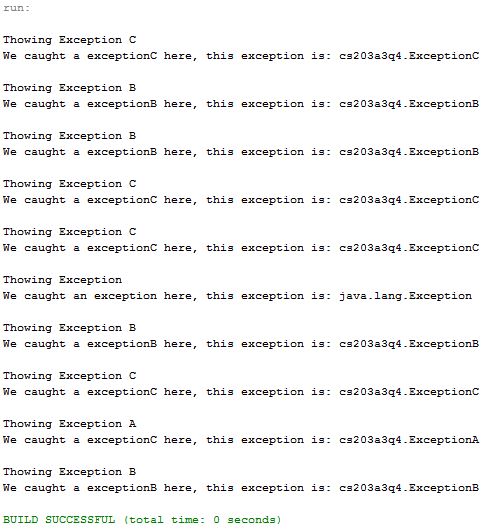 run:
Thowing Exception C
We caught a exceptionC here, this exception is: cs203a3q4.ExceptionC
Thowing Exception B
We caught a exceptionB here, this exception is: cs203a3q4.ExceptionB
Thowing Exception B
We caught a exceptionB here, this exception is: cs203a3q4.ExceptionB
Thowing Exception C
We caught a exceptionC here, this exception is: cs203a3q4.ExceptionC
Thowing Exception C
We caught a exceptionC here, this exception is: cs203a3q4.ExceptionC
Thowing Exception
We caught an exception here, this exception is: java.lang.Exception
Thowing Exception B
We caught a exceptionB here, this exception is: cs203a3q4.ExceptionB
Thowing Exception C
We caught a exceptionC here, this exception is: cs203a3q4.ExceptionC
Thowing Exception A
We caught a exceptionC here, this exception is: cs203a3q4.ExceptionA
Thowing Exception B
We caught a exceptionB here, this exception is: cs203a3q4.ExceptionB
BUILD SUCCESSFUL (total time: 0 seconds)